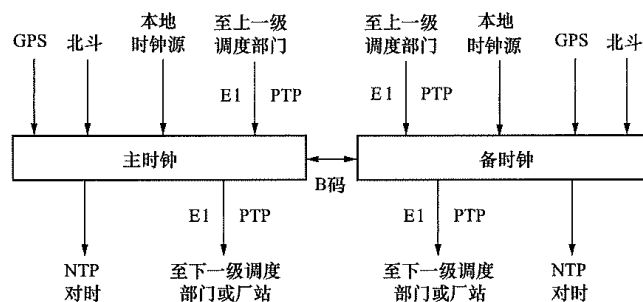 GPS
北斗
本地
时钟源
至上一级
调度部门
至上一级
调度部门
本地
时钟源
GPS
北斗
E1 PTP
E1 PTP
主时钟
B码
备时钟
E1 PTP
E1 PTP
NTP
对时
至下一级调度
部门或厂站
至下一级调度
部门或厂站
NTP
对时